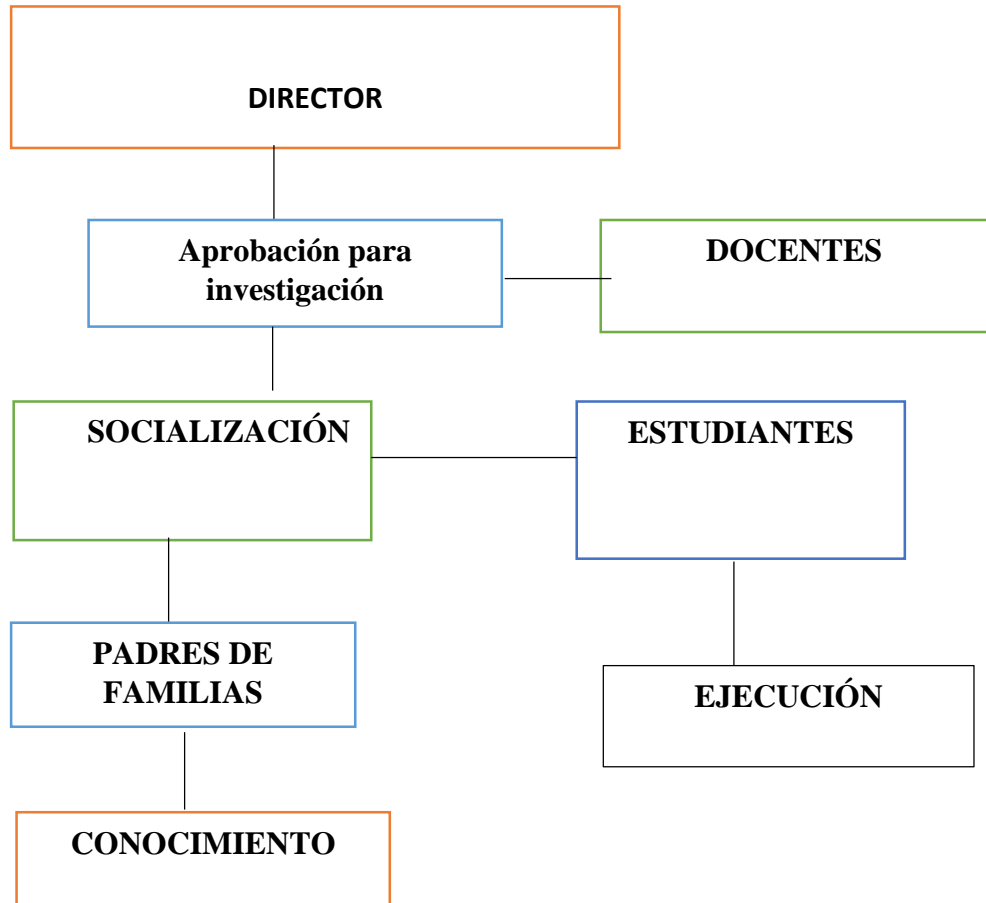 DIRECTOR
Aprobación para
investigación
DOCENTES
SOCIALIZACIÓN
ESTUDIANTES
PADRES DE
FAMILIAS
EJECUCIÓN
CONOCIMIENTO